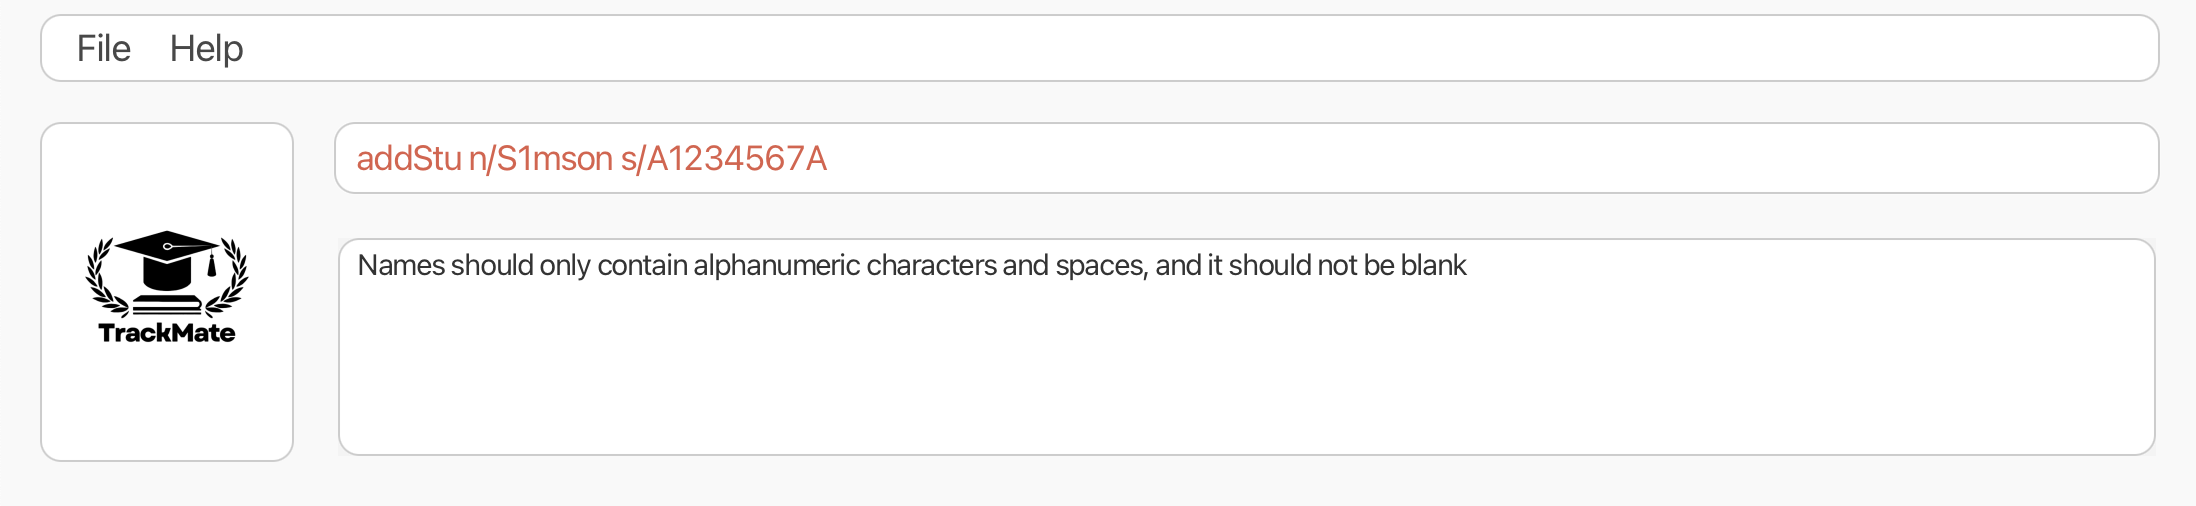 File Help
addStu n/S1mson s/A1234567A
Names should only contain alphanumeric characters and spaces, and it should not be blank
TrackMate